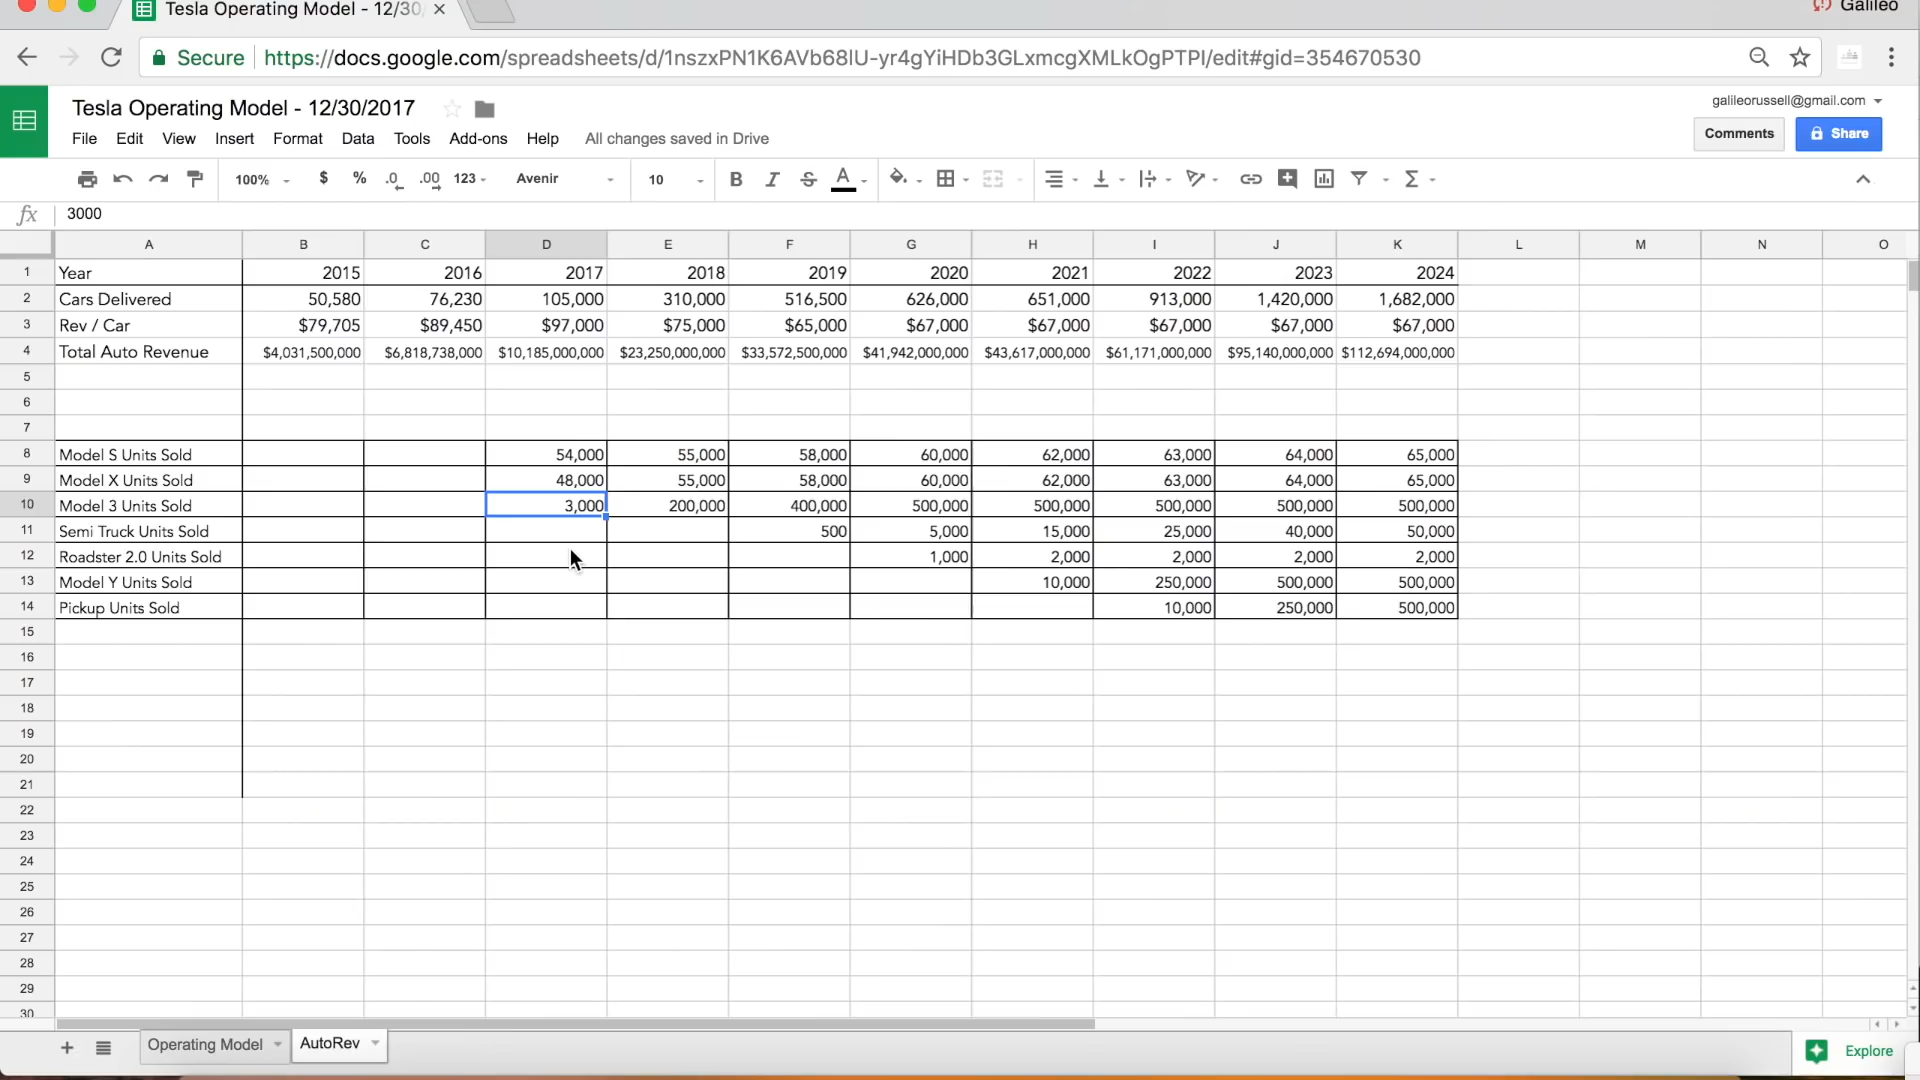 Tesla Operating Model - 12/30
Galileo
Secure https://docs.google.com/spreadsheets/d/1nszxPN1K6AVb68lU-yr4gYiHDb3GLxmcgXMLkOgPTPI/edit#gid=354670530
Tesla Operating Model - 12/30/2017
galileorussell@gmail.com
File Edit View Insert Format Data Tools Add-ons Help All changes saved in Drive
Comments Share
100% $ % .0 .00 123 Avenir 10 B I S A Σ
fx 3000
A B C D E F G H I J K L M N O
1 Year 2015 2016 2017 2018 2019 2020 2021 2022 2023 2024
2 Cars Delivered 50,580 76,230 105,000 310,000 516,500 626,000 651,000 913,000 1,420,000 1,682,000
3 Rev / Car $79,705 $89,450 $97,000 $75,000 $65,000 $67,000 $67,000 $67,000 $67,000 $67,000
4 Total Auto Revenue $4,031,500,000 $6,818,738,000 $10,185,000,000 $23,250,000,000 $33,572,500,000 $41,942,000,000 $43,617,000,000 $61,171,000,000 $95,140,000,000 $112,694,000,000
5
6
7
8 Model S Units Sold 54,000 55,000 58,000 60,000 62,000 63,000 64,000 65,000
9 Model X Units Sold 48,000 55,000 58,000 60,000 62,000 63,000 64,000 65,000
10 Model 3 Units Sold 3,000 200,000 400,000 500,000 500,000 500,000 500,000 500,000
11 Semi Truck Units Sold 500 5,000 15,000 25,000 40,000 50,000
12 Roadster 2.0 Units Sold 1,000 2,000 2,000 2,000 2,000
13 Model Y Units Sold 10,000 250,000 500,000 500,000
14 Pickup Units Sold 10,000 250,000 500,000
15
16
17
18
19
20
21
22
23
24
25
26
27
28
29
30
Operating Model AutoRev Explore